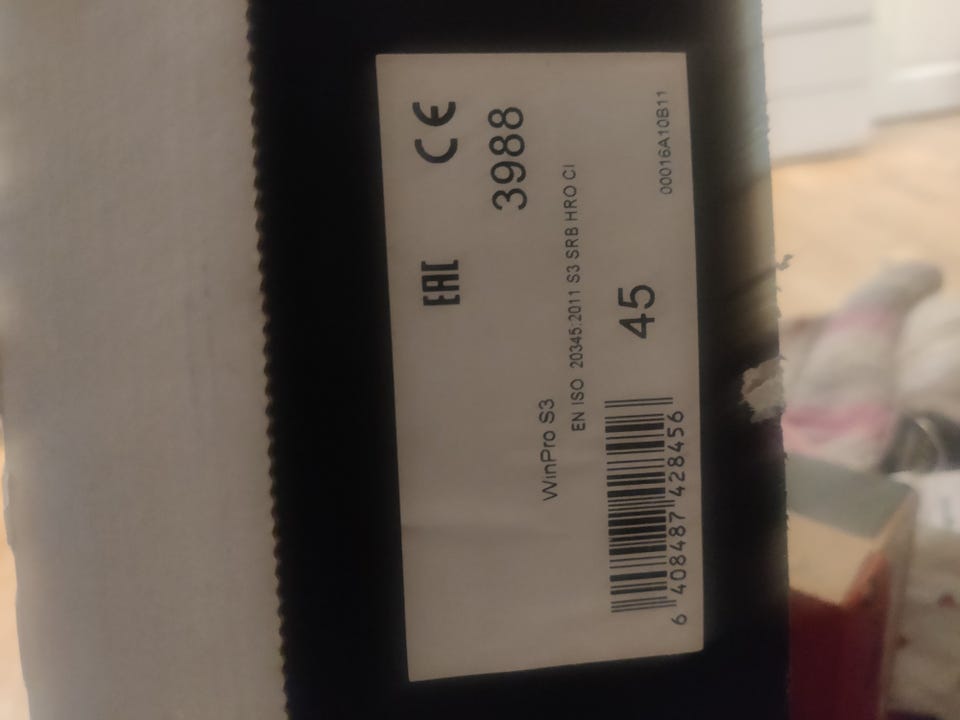 EAC CE
3988
WinPro S3
EN ISO 20345:2011 S3 SRB HRO CI
45
6 408487 428456
00016A10B11